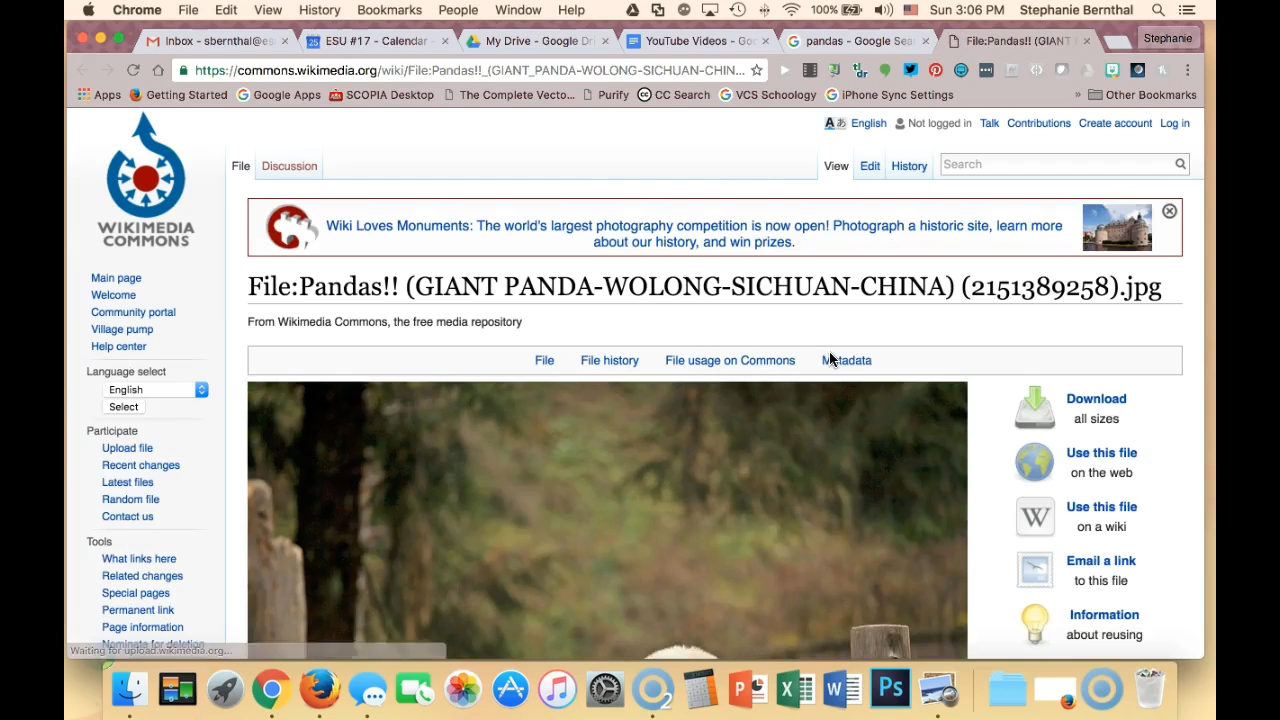 Chrome File Edit View History Bookmarks People Window Help 100% Sun 3:06 PM Stephanie Bernthal
Inbox - sbernthal@es ESU #17 - Calendar - My Drive - Google Dr YouTube Videos - Go pandas - Google Sea File:Pandas!! (GIANT Stephanie
https://commons.wikimedia.org/wiki/File:Pandas!!_(GIANT_PANDA-WOLONG-SICHUAN-CHIN...
Apps Getting Started Google Apps SCOPIA Desktop The Complete Vecto... Purify CC Search VCS Schoology iPhone Sync Settings » Other Bookmarks
English Not logged in Talk Contributions Create account Log in
File Discussion View Edit History Search
WIKIMEDIA
COMMONS
Wiki Loves Monuments: The world's largest photography competition is now open! Photograph a historic site, learn more
about our history, and win prizes.
Main page
Welcome
Community portal
Village pump
Help center
Language select
English
Select
Participate
Upload file
Recent changes
Latest files
Random file
Contact us
Tools
What links here
Related changes
Special pages
Permanent link
Page information
Nominate for deletion
Waiting for upload.wikimedia.org...
File:Pandas!! (GIANT PANDA-WOLONG-SICHUAN-CHINA) (2151389258).jpg
From Wikimedia Commons, the free media repository
File File history File usage on Commons Metadata
Download
all sizes
Use this file
on the web
W
Use this file
on a wiki
Email a link
to this file
Information
about reusing
2 P X W Ps